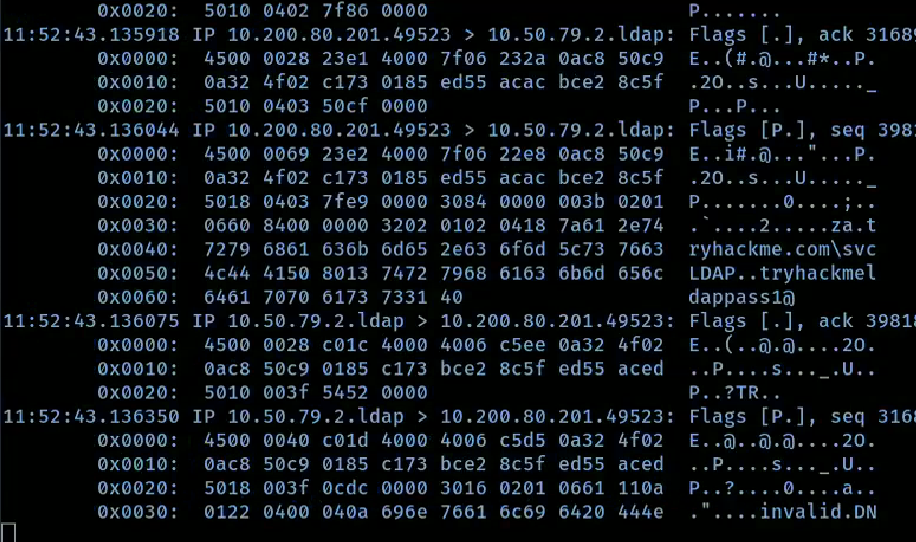 0x0020:  5010 0402 7f86 0000                      P.......
11:52:43.135918 IP 10.200.80.201.49523 > 10.50.79.2.ldap: Flags [.], ack 31689
0x0000:  4500 0028 23e1 4000 7f06 232a 0ac8 50c9  E..(#.@...#*..P.
0x0010:  0a32 4f02 c173 0185 ed55 acac bce2 8c5f  .2O..s...U....._
0x0020:  5010 0403 50cf 0000                      P...P...
11:52:43.136044 IP 10.200.80.201.49523 > 10.50.79.2.ldap: Flags [P.], seq 3981
0x0000:  4500 0069 23e2 4000 7f06 22e8 0ac8 50c9  E..i#.@..."...P.
0x0010:  0a32 4f02 c173 0185 ed55 acac bce2 8c5f  .2O..s...U....._
0x0020:  5018 0403 7fe9 0000 3084 0000 003b 0201  P.......0....;..
0x0030:  0660 8400 0000 3202 0102 0418 7a61 2e74  .`....2.....za.t
0x0040:  7279 6861 636b 6d65 2e63 6f6d 5c73 7663  ryhackme.com\svc
0x0050:  4c44 4150 8013 7472 7968 6163 6b6d 656c  LDAP..tryhackmel
0x0060:  6461 7070 6173 7331 40                   dappass1@
11:52:43.136075 IP 10.50.79.2.ldap > 10.200.80.201.49523: Flags [.], ack 39818
0x0000:  4500 0028 c01c 4000 4006 c5ee 0a32 4f02  E..(..@.@....2O.
0x0010:  0ac8 50c9 0185 c173 bce2 8c5f ed55 aced  ..P....s..._.U..
0x0020:  5010 003f 5452 0000                      P..?TR..
11:52:43.136350 IP 10.50.79.2.ldap > 10.200.80.201.49523: Flags [P.], seq 3168
0x0000:  4500 0040 c01d 4000 4006 c5d5 0a32 4f02  E..@..@.@....2O.
0x0010:  0ac8 50c9 0185 c173 bce2 8c5f ed55 aced  ..P....s..._.U..
0x0020:  5018 003f 0cdc 0000 3016 0201 0661 110a  P..?....0....a..
0x0030:  0122 0400 040a 696e 7661 6c69 6420 444e  ."....invalid.DN